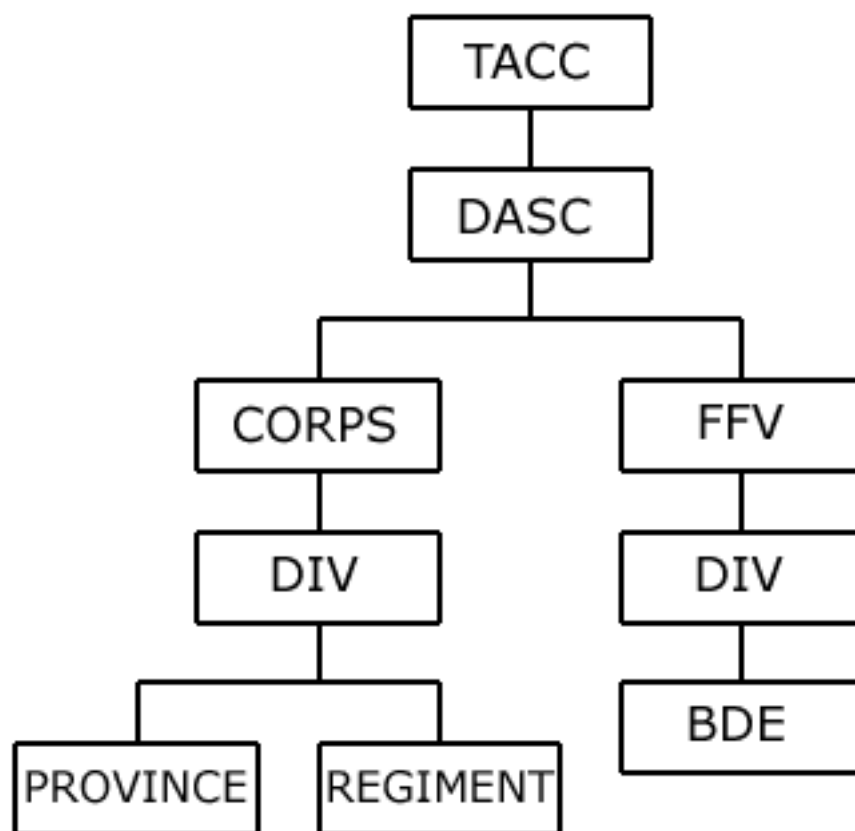 TACC
DASC
CORPS
FFV
DIV
DIV
BDE
PROVINCE
REGIMENT